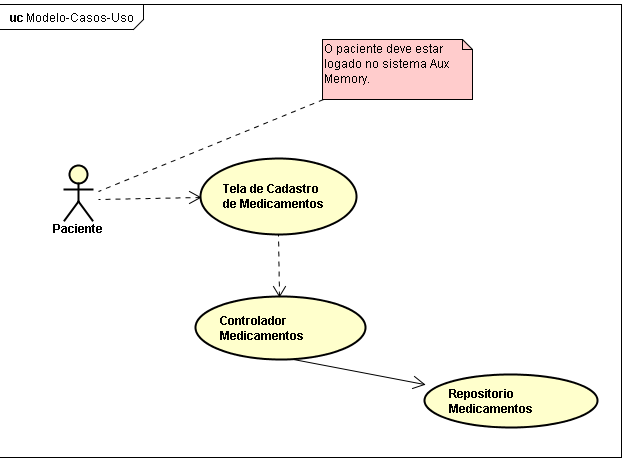 uc Modelo-Casos-Uso
O paciente deve estar
logado no sistema Aux
Memory.
Tela de Cadastro
de Medicamentos
Paciente
Controlador
Medicamentos
Repositorio
Medicamentos